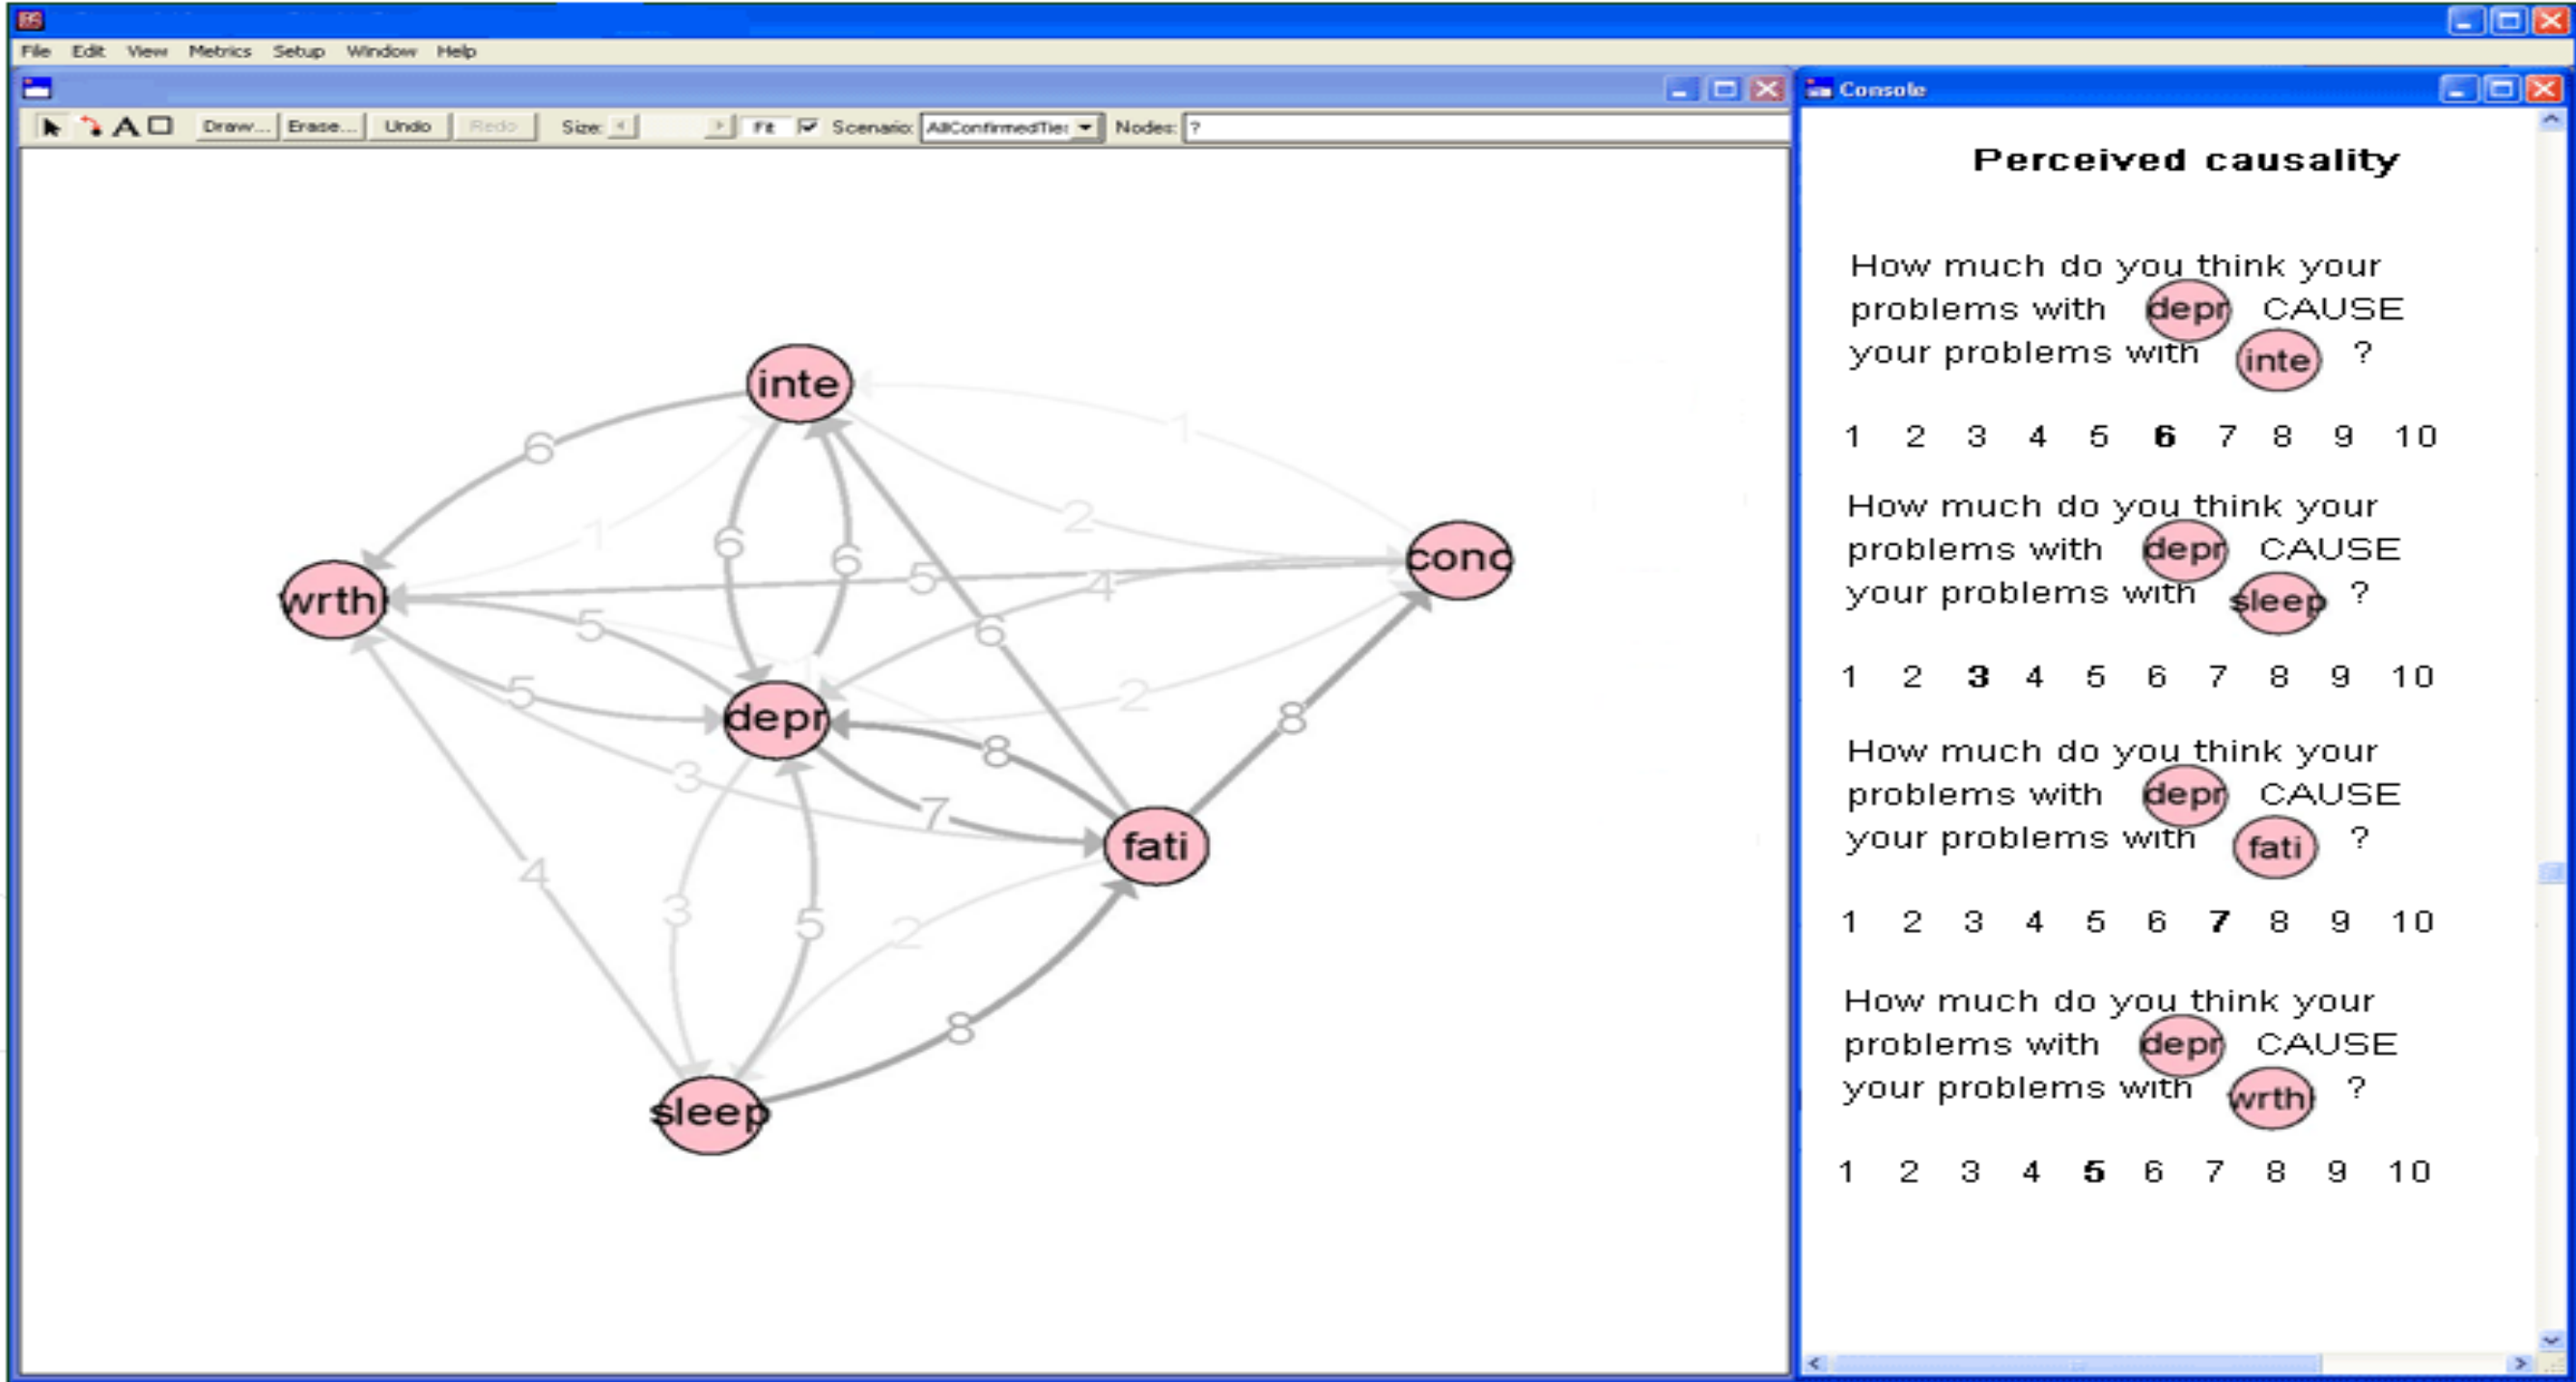 File Edit View Metrics Setup Window Help
Console
Draw... Erase... Undo Redo Size: Fit Scenario: AllConfirmedTie Nodes: ?
Perceived causality
How much do you think your
problems with depr CAUSE
your problems with inte ?
1 2 3 4 5 6 7 8 9 10
How much do you think your
problems with depr CAUSE
your problems with sleep ?
1 2 3 4 5 6 7 8 9 10
How much do you think your
problems with depr CAUSE
your problems with fati ?
1 2 3 4 5 6 7 8 9 10
How much do you think your
problems with depr CAUSE
your problems with wrthl ?
1 2 3 4 5 6 7 8 9 10
inte
1
6
2
1
6
6
conc
5
4
wrthl
5
6
1
5
2
depr
8
8
3
7
fati
4
3
5
2
8
sleep